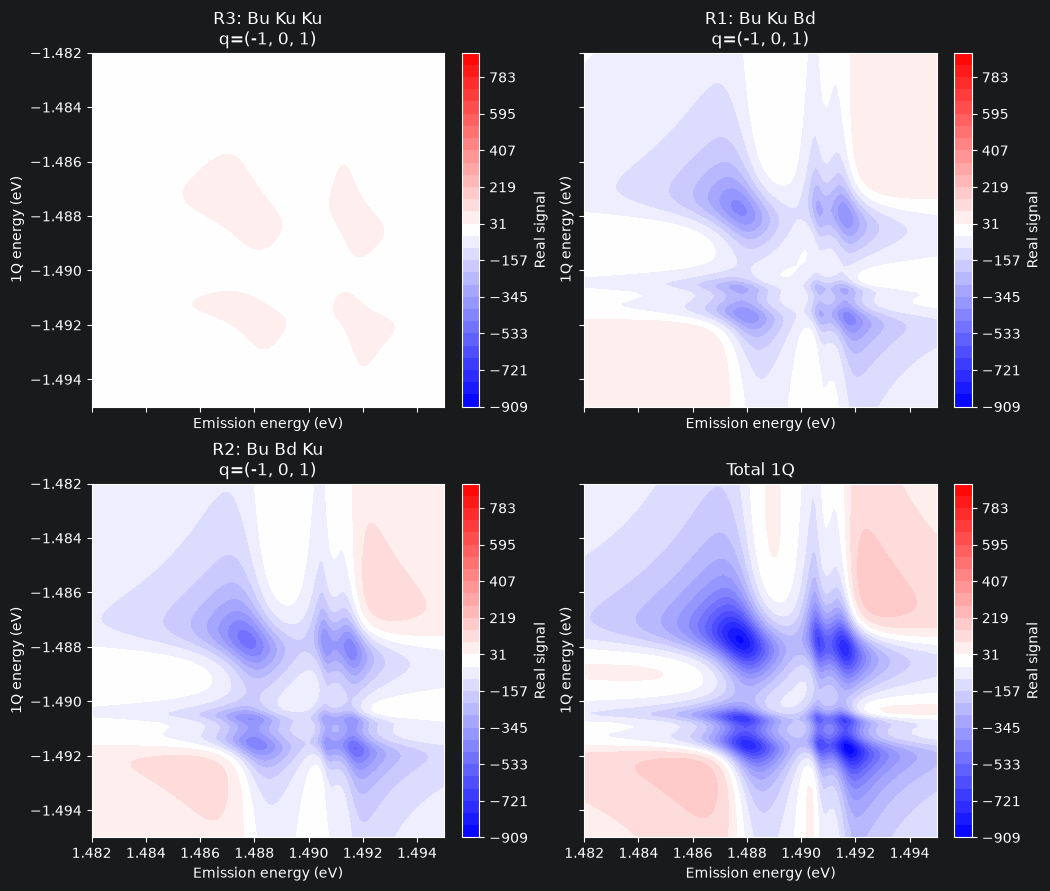 R3: Bu Ku Ku
q=(-1, 0, 1)
−1.482
−1.484
−1.486
−1.488
−1.490
−1.492
−1.494
1Q energy (eV)
Emission energy (eV)
783
595
407
219
31
−157
−345
−533
−721
−909
Real signal
R1: Bu Ku Bd
q=(-1, 0, 1)
1Q energy (eV)
Emission energy (eV)
783
595
407
219
31
−157
−345
−533
−721
−909
Real signal
R2: Bu Bd Ku
q=(-1, 0, 1)
−1.482
−1.484
−1.486
−1.488
−1.490
−1.492
−1.494
1Q energy (eV)
1.482 1.484 1.486 1.488 1.490 1.492 1.494
Emission energy (eV)
783
595
407
219
31
−157
−345
−533
−721
−909
Real signal
Total 1Q
1Q energy (eV)
1.482 1.484 1.486 1.488 1.490 1.492 1.494
Emission energy (eV)
783
595
407
219
31
−157
−345
−533
−721
−909
Real signal